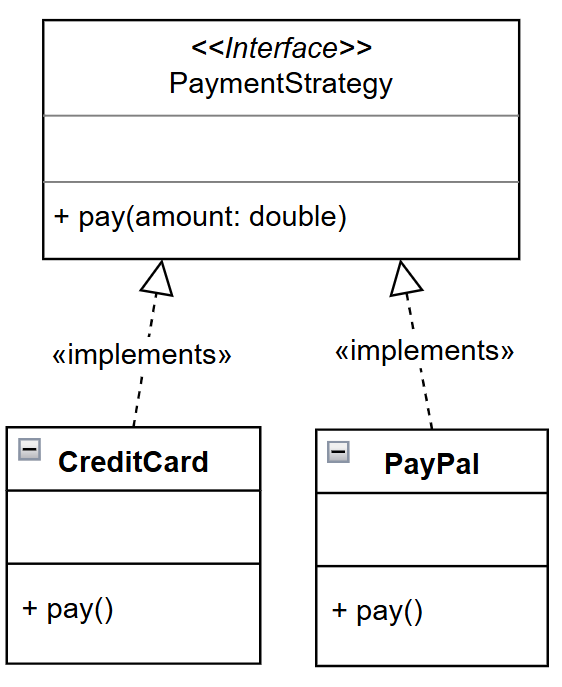 <<Interface>>
PaymentStrategy
+ pay(amount: double)
«implements»
«implements»
CreditCard
+ pay()
PayPal
+ pay()